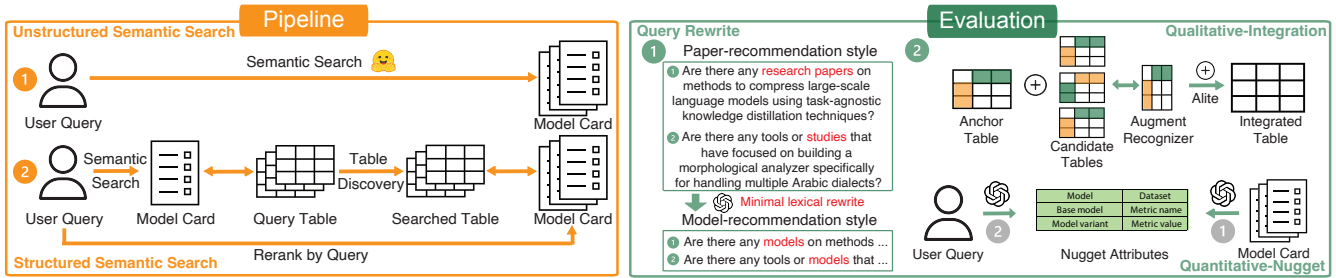 Pipeline
Unstructured Semantic Search
1
Semantic Search
User Query
Model Card
2
Semantic
Search
Table
Discovery
User Query
Model Card
Query Table
Searched Table
Model Card
Rerank by Query
Structured Semantic Search
Evaluation
Query Rewrite
1
Paper-recommendation style
1 Are there any research papers on
methods to compress large-scale
language models using task-agnostic
knowledge distillation techniques?
2 Are there any tools or studies that
have focused on building a
morphological analyzer specifically
for handling multiple Arabic dialects?
Minimal lexical rewrite
Model-recommendation style
1 Are there any models on methods ...
2 Are there any tools or models that ...
2
Qualitative-Integration
Anchor
Table
Candidate
Tables
Augment
Recognizer
Alite
Integrated
Table
User Query
2
Model Dataset
Base model Metric name
Model variant Metric value
Nugget Attributes
1
Model Card
Quantitative-Nugget